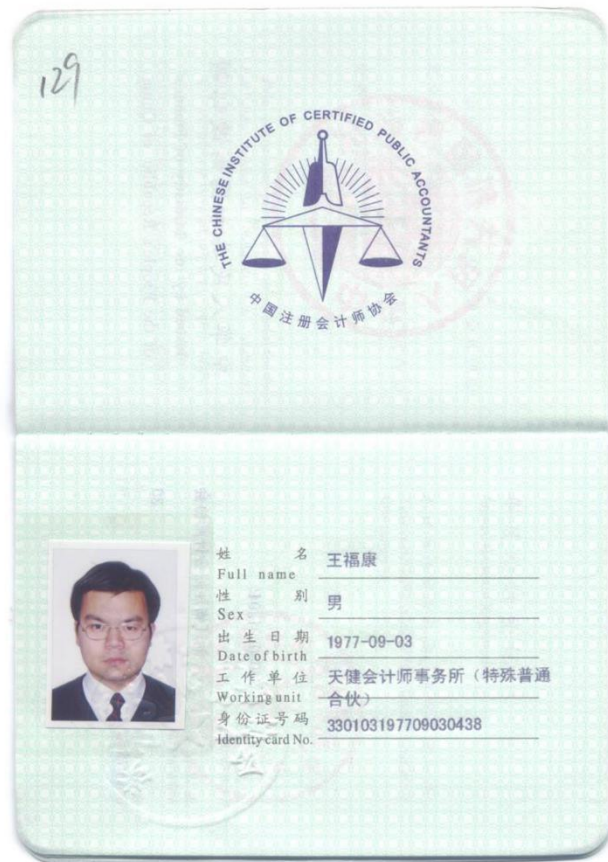 129
THE CHINESE INSTITUTE OF CERTIFIED PUBLIC ACCOUNTANTS
中国注册会计师协会
姓名 王福康
Full name
性别 男
Sex
出生日期 1977-09-03
Date of birth
工作单位 天健会计师事务所（特殊普通
Working unit 合伙）
身份证号码 330103197709030438
Identity card No.